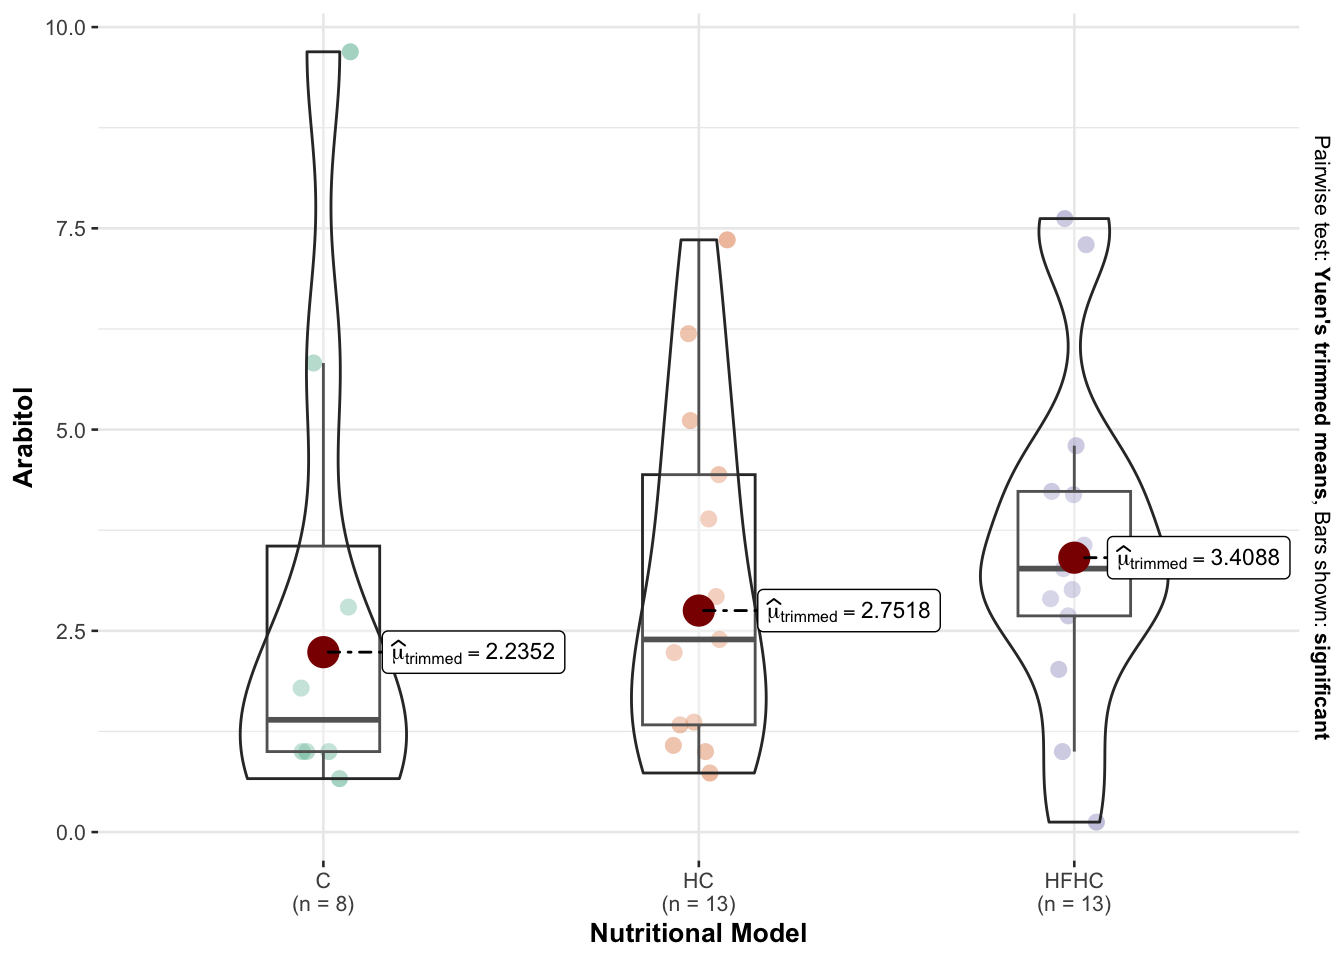 10.0
7.5
5.0
2.5
0.0
Arabitol
μ̂trimmed = 2.2352
μ̂trimmed = 2.7518
μ̂trimmed = 3.4088
C
(n = 8)
HC
(n = 13)
HFHC
(n = 13)
Nutritional Model
Pairwise test: Yuen's trimmed means, Bars shown: significant